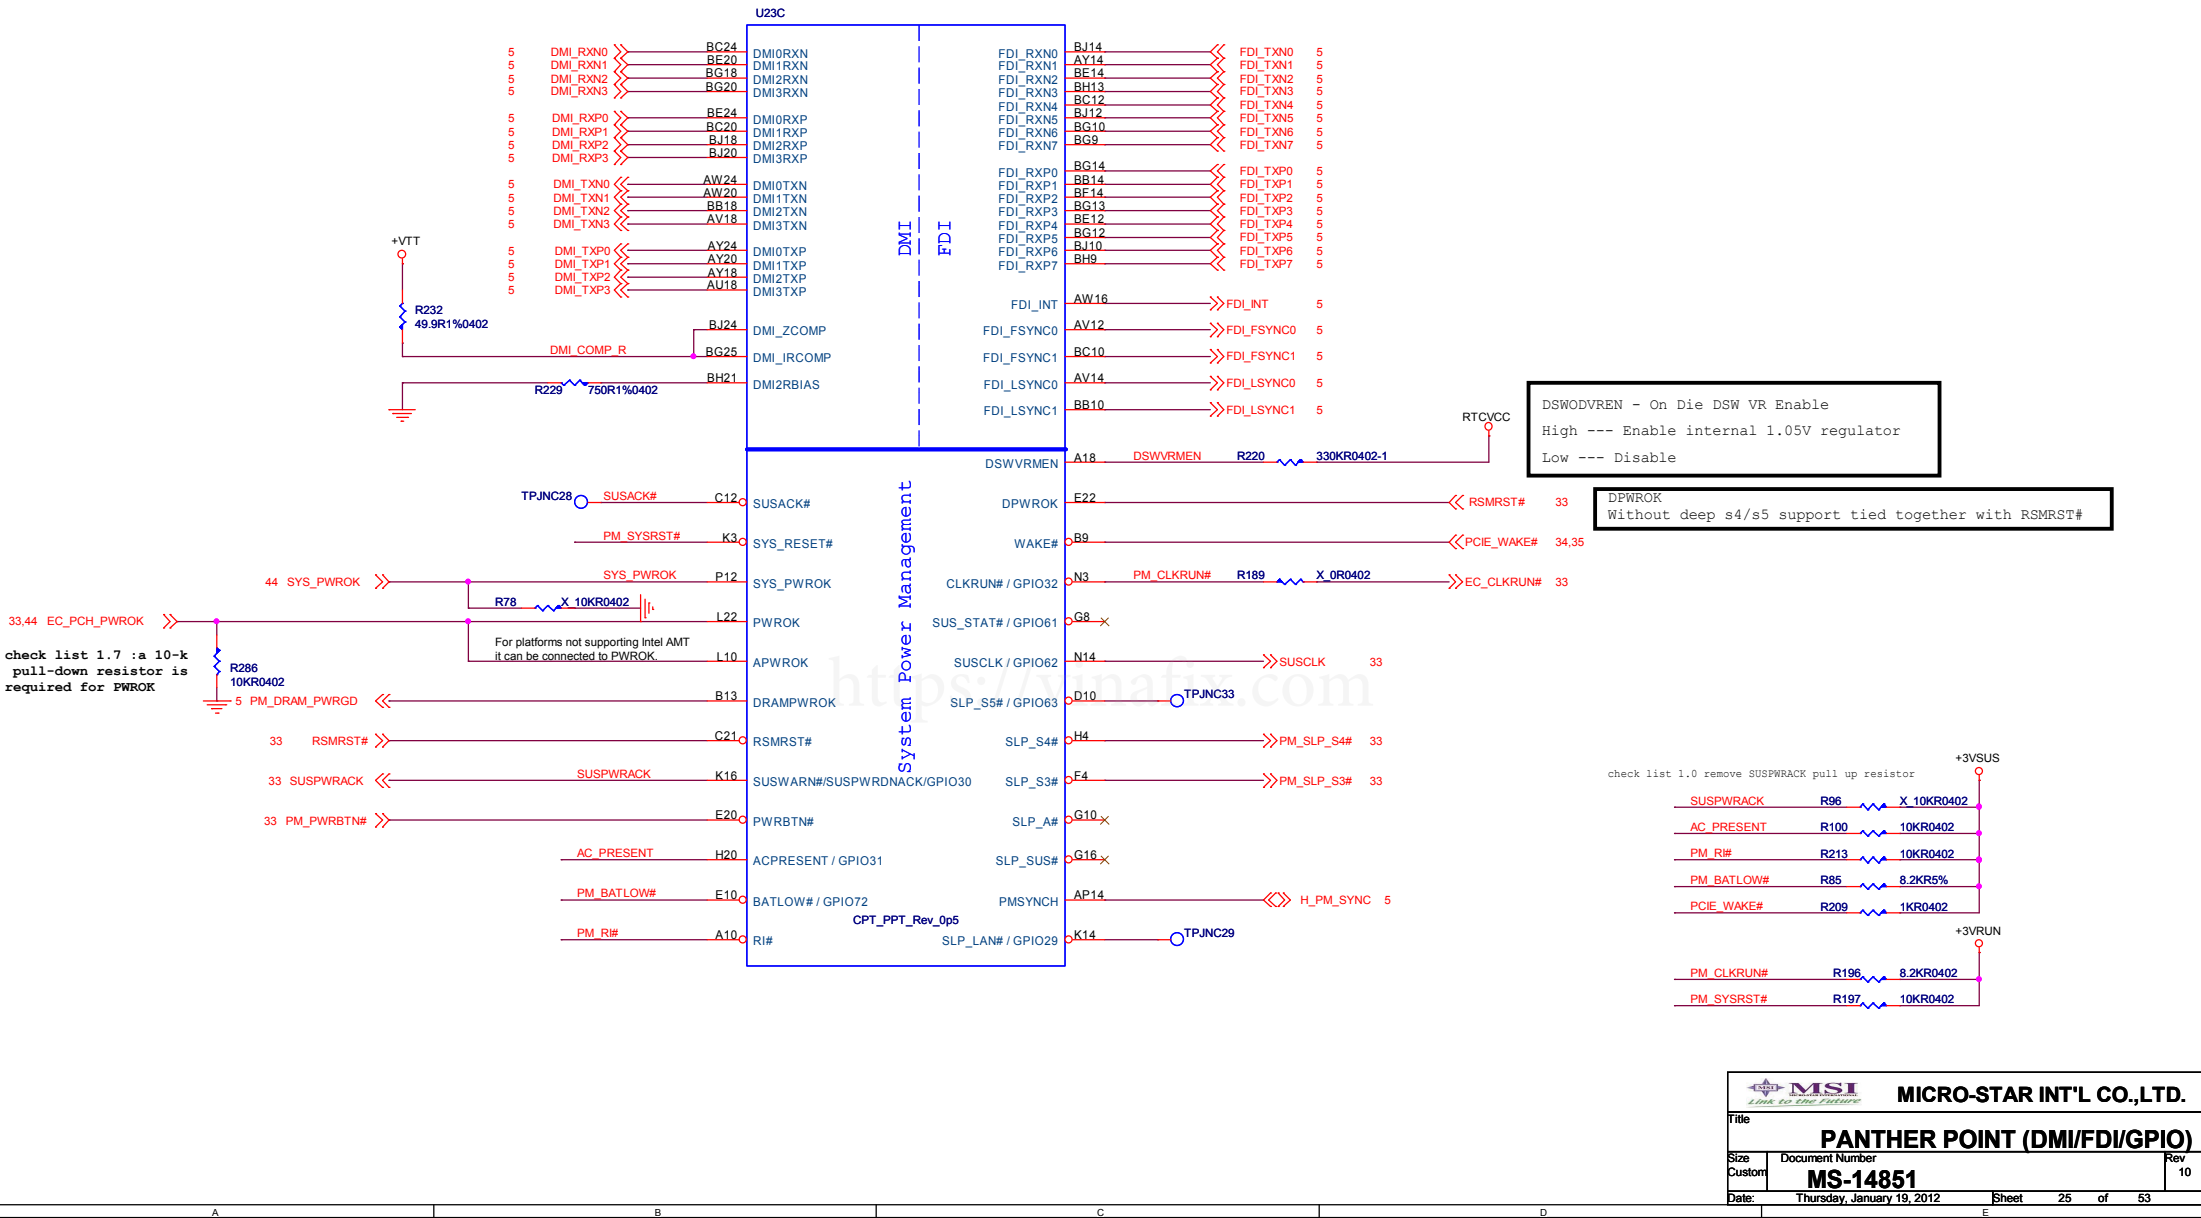 U23C
5 DMI_RXN0 BC24 DMI0RXN
5 DMI_RXN1 BE20 DMI1RXN
5 DMI_RXN2 BG18 DMI2RXN
5 DMI_RXN3 BG20 DMI3RXN
5 DMI_RXP0 BE24 DMI0RXP
5 DMI_RXP1 BC20 DMI1RXP
5 DMI_RXP2 BJ18 DMI2RXP
5 DMI_RXP3 BJ20 DMI3RXP
5 DMI_TXN0 AW24 DMI0TXN
5 DMI_TXN1 AW20 DMI1TXN
5 DMI_TXN2 BB18 DMI2TXN
5 DMI_TXN3 AV18 DMI3TXN
5 DMI_TXP0 AY24 DMI0TXP
5 DMI_TXP1 AY20 DMI1TXP
5 DMI_TXP2 AY18 DMI2TXP
5 DMI_TXP3 AU18 DMI3TXP
+VTT
R232
49.9R1%0402
BJ24 DMI_ZCOMP
DMI_COMP_R BG25 DMI_IRCOMP
R229 750R1%0402 BH21 DMI2RBIAS
DMI
FDI
FDI_RXN0 BJ14 FDI_TXN0 5
FDI_RXN1 AY14 FDI_TXN1 5
FDI_RXN2 BE14 FDI_TXN2 5
FDI_RXN3 BH13 FDI_TXN3 5
FDI_RXN4 BC12 FDI_TXN4 5
FDI_RXN5 BJ12 FDI_TXN5 5
FDI_RXN6 BG10 FDI_TXN6 5
FDI_RXN7 BG9 FDI_TXN7 5
FDI_RXP0 BG14 FDI_TXP0 5
FDI_RXP1 BB14 FDI_TXP1 5
FDI_RXP2 BF14 FDI_TXP2 5
FDI_RXP3 BG13 FDI_TXP3 5
FDI_RXP4 BE12 FDI_TXP4 5
FDI_RXP5 BG12 FDI_TXP5 5
FDI_RXP6 BJ10 FDI_TXP6 5
FDI_RXP7 BH9 FDI_TXP7 5
FDI_INT AW16 FDI_INT 5
FDI_FSYNC0 AV12 FDI_FSYNC0 5
FDI_FSYNC1 BC10 FDI_FSYNC1 5
FDI_LSYNC0 AV14 FDI_LSYNC0 5
FDI_LSYNC1 BB10 FDI_LSYNC1 5
RTCVCC
DSWODVREN - On Die DSW VR Enable
High --- Enable internal 1.05V regulator
Low --- Disable
DPWROK
Without deep s4/s5 support tied together with RSMRST#
System Power Management
TPJNC28 SUSACK# C12 SUSACK#
PM_SYSRST# K3 SYS_RESET#
44 SYS_PWROK SYS_PWROK P12 SYS_PWROK
R78 X_10KR0402
33,44 EC_PCH_PWROK L22 PWROK
For platforms not supporting Intel AMT
it can be connected to PWROK.
L10 APWROK
check list 1.7 :a 10-k
pull-down resistor is
required for PWROK
R286
10KR0402
5 PM_DRAM_PWRGD B13 DRAMPWROK
33 RSMRST# C21 RSMRST#
33 SUSPWRACK SUSPWRACK K16 SUSWARN#/SUSPWRDNACK/GPIO30
33 PM_PWRBTN# E20 PWRBTN#
AC_PRESENT H20 ACPRESENT / GPIO31
PM_BATLOW# E10 BATLOW# / GPIO72
PM_RI# A10 RI#
CPT_PPT_Rev_0p5
DSWVRMEN A18 DSWVRMEN R220 330KR0402-1
DPWROK E22 RSMRST# 33
WAKE# B9 PCIE_WAKE# 34,35
CLKRUN# / GPIO32 N3 PM_CLKRUN# R189 X_0R0402 EC_CLKRUN# 33
SUS_STAT# / GPIO61 G8
SUSCLK / GPIO62 N14 SUSCLK 33
SLP_S5# / GPIO63 D10 TPJNC33
SLP_S4# H4 PM_SLP_S4# 33
SLP_S3# F4 PM_SLP_S3# 33
SLP_A# G10
SLP_SUS# G16
PMSYNCH AP14 H_PM_SYNC 5
SLP_LAN# / GPIO29 K14 TPJNC29
https://vinafix.com
+3VSUS
check list 1.0 remove SUSPWRACK pull up resistor
SUSPWRACK R96 X_10KR0402
AC_PRESENT R100 10KR0402
PM_RI# R213 10KR0402
PM_BATLOW# R85 8.2KR5%
PCIE_WAKE# R209 1KR0402
+3VRUN
PM_CLKRUN# R196 8.2KR0402
PM_SYSRST# R197 10KR0402
MSI MICRO-STAR INT'L CO.,LTD.
Link to the Future
Title
PANTHER POINT (DMI/FDI/GPIO)
Size Document Number Rev
Custom MS-14851 10
Date: Thursday, January 19, 2012 Sheet 25 of 53
A B C D E